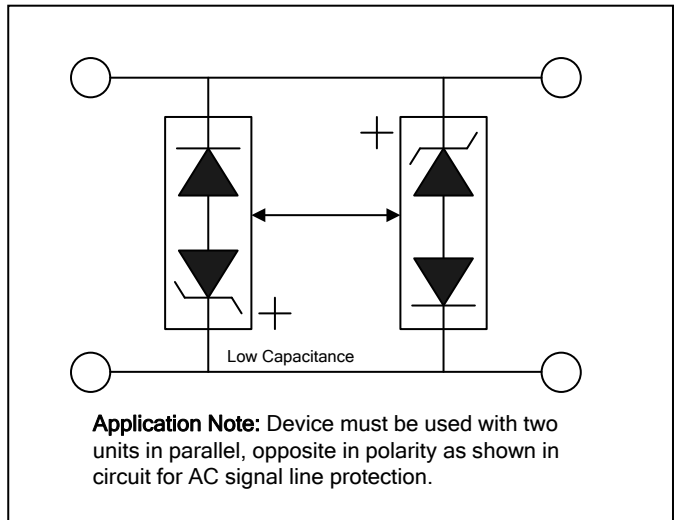 +
+
Low Capacitance
Application Note: Device must be used with two
units in parallel, opposite in polarity as shown in
circuit for AC signal line protection.